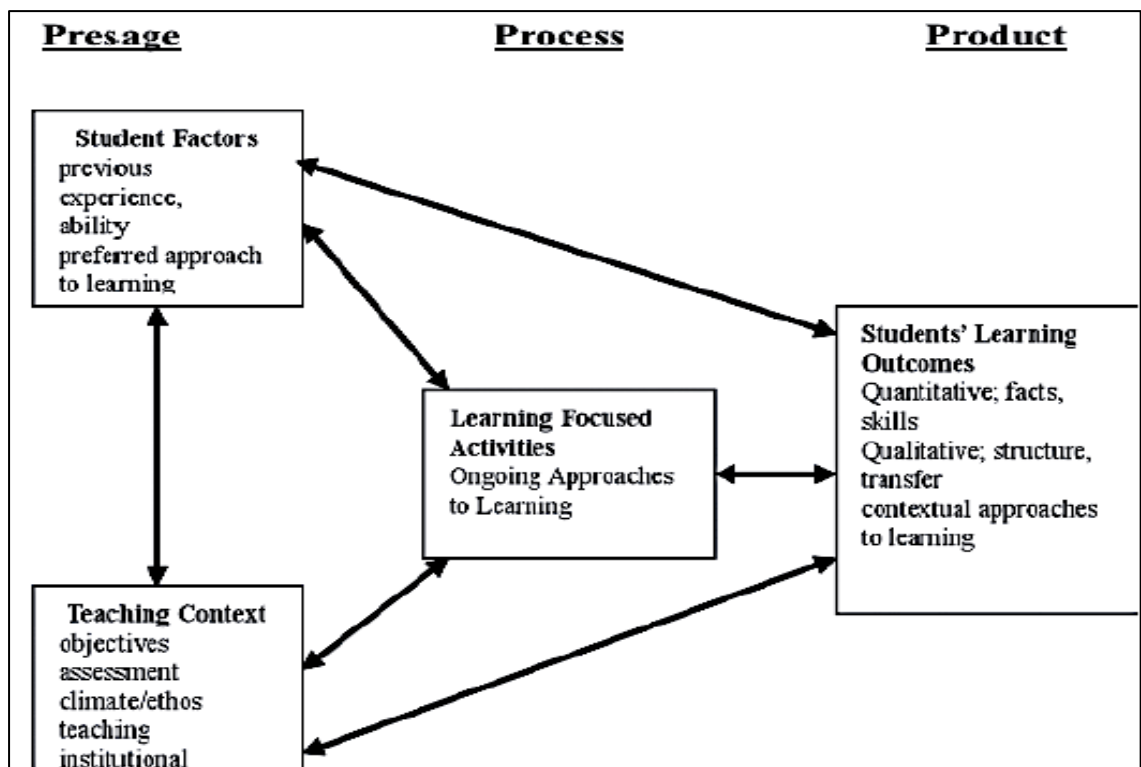 Presage
Process
Product
Student Factors
previous
experience,
ability
preferred approach
to learning
Learning Focused
Activities
Ongoing Approaches
to Learning
Students’ Learning
Outcomes
Quantitative; facts,
skills
Qualitative; structure,
transfer
contextual approaches
to learning
Teaching Context
objectives
assessment
climate/ethos
teaching
institutional